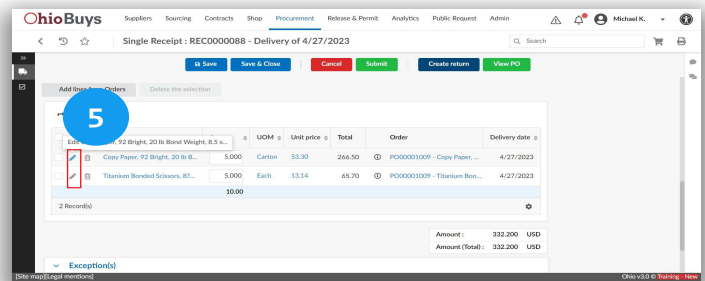 OhioBuys Suppliers Sourcing Contracts Shop Procurement Release & Permit Analytics Public Request Admin Michael K.
Single Receipt : REC0000088 - Delivery of 4/27/2023 Search
Save Save & Close Cancel Submit Create return View PO
Add lines from Orders Delete the selection
5
UOM Unit price Total Order Delivery date
Edit , 92 Bright, 20 lb Bond Weight, 8.5 x...
Copy Paper, 92 Bright, 20 lb B... 5.000 Carton 53.30 266.50 PO00001009 - Copy Paper, ... 4/27/2023
Titanium Bonded Scissors, 8?... 5.000 Each 13.14 65.70 PO00001009 - Titanium Bon... 4/27/2023
10.00
2 Record(s)
Amount : 332.200 USD
Amount (Total) : 332.200 USD
Exception(s)
[Site map][Legal mentions] Ohio v3.0 © Training - New